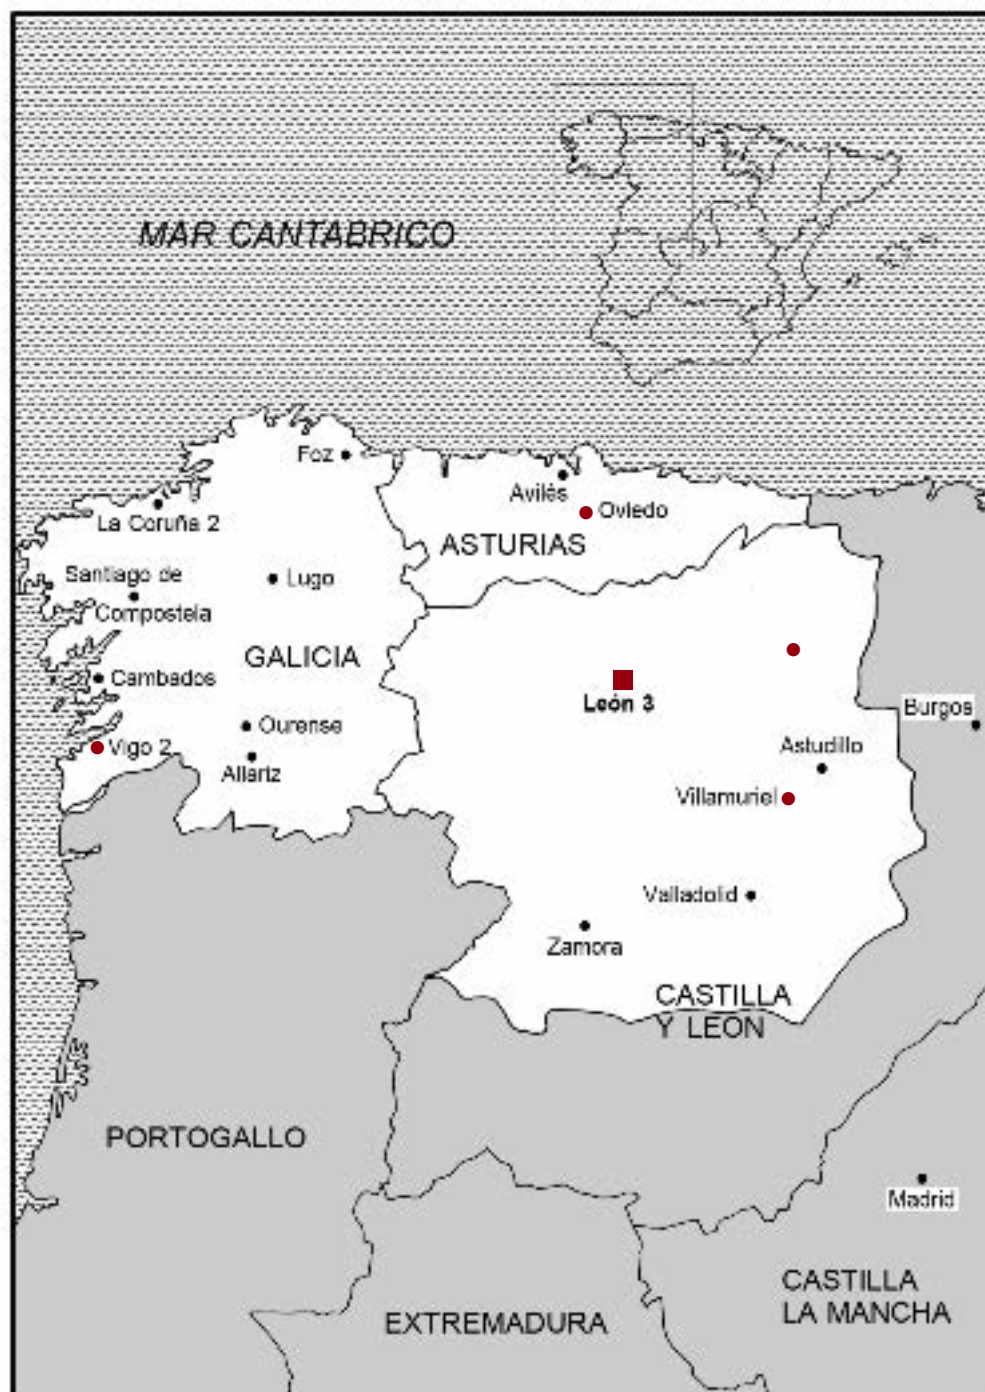 MAR CANTABRICO
Foz
Avilés
La Coruña 2
Oviedo
ASTURIAS
Santiago de
Compostela
Lugo
GALICIA
Cambados
León 3
Burgos
Ourense
Vigo 2
Astudillo
Allariz
Villamuriel
Valladolid
Zamora
CASTILLA
Y LEON
PORTOGALLO
Madrid
CASTILLA
LA MANCHA
EXTREMADURA